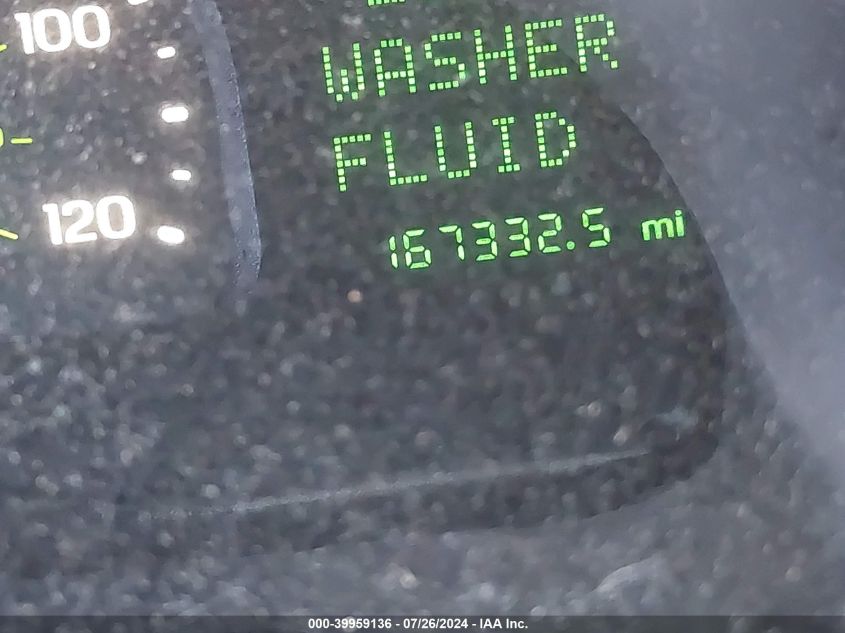 100
WASHER
FLUID
120
167332.5 mi
000-39959136 - 07/26/2024 - IAA Inc.